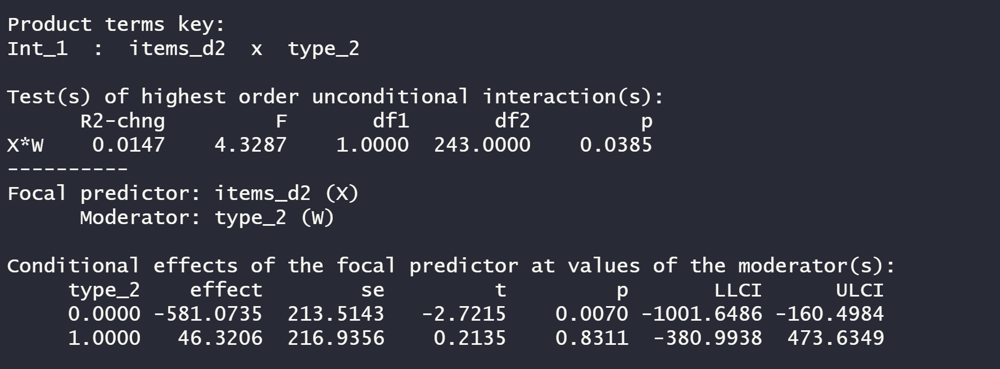 Product terms key:
Int_1  :  items_d2  x  type_2
Test(s) of highest order unconditional interaction(s):
      R2-chng         F       df1       df2         p
X*W    0.0147    4.3287    1.0000  243.0000    0.0385
----------
Focal predictor: items_d2 (X)
      Moderator: type_2 (W)
Conditional effects of the focal predictor at values of the moderator(s):
     type_2    effect        se         t         p       LLCI      ULCI
     0.0000 -581.0735  213.5143   -2.7215    0.0070 -1001.6486 -160.4984
     1.0000   46.3206  216.9356    0.2135    0.8311  -380.9938  473.6349